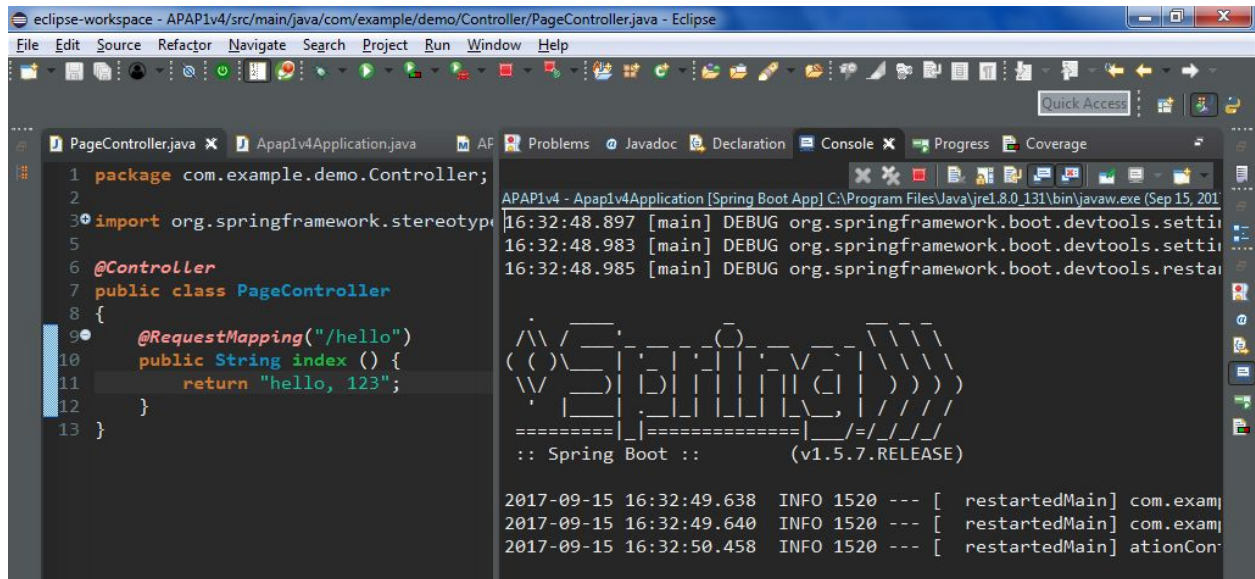 eclipse-workspace - APAP1v4/src/main/java/com/example/demo/Controller/PageController.java - Eclipse
File Edit Source Refactor Navigate Search Project Run Window Help
Quick Access
PageController.java Apap1v4Application.java AP
1 package com.example.demo.Controller;
2
3 import org.springframework.stereotype
5
6 @Controller
7 public class PageController
8 {
9 @RequestMapping("/hello")
10 public String index () {
11 return "hello, 123";
12 }
13 }
Problems Javadoc Declaration Console Progress Coverage
APAP1v4 - Apap1v4Application [Spring Boot App] C:\Program Files\Java\jre1.8.0_131\bin\javaw.exe (Sep 15, 201
16:32:48.897 [main] DEBUG org.springframework.boot.devtools.settin
16:32:48.983 [main] DEBUG org.springframework.boot.devtools.settin
16:32:48.985 [main] DEBUG org.springframework.boot.devtools.restar
Spring
:: Spring Boot :: (v1.5.7.RELEASE)
2017-09-15 16:32:49.638 INFO 1520 --- [ restartedMain] com.examp
2017-09-15 16:32:49.640 INFO 1520 --- [ restartedMain] com.examp
2017-09-15 16:32:50.458 INFO 1520 --- [ restartedMain] ationCon